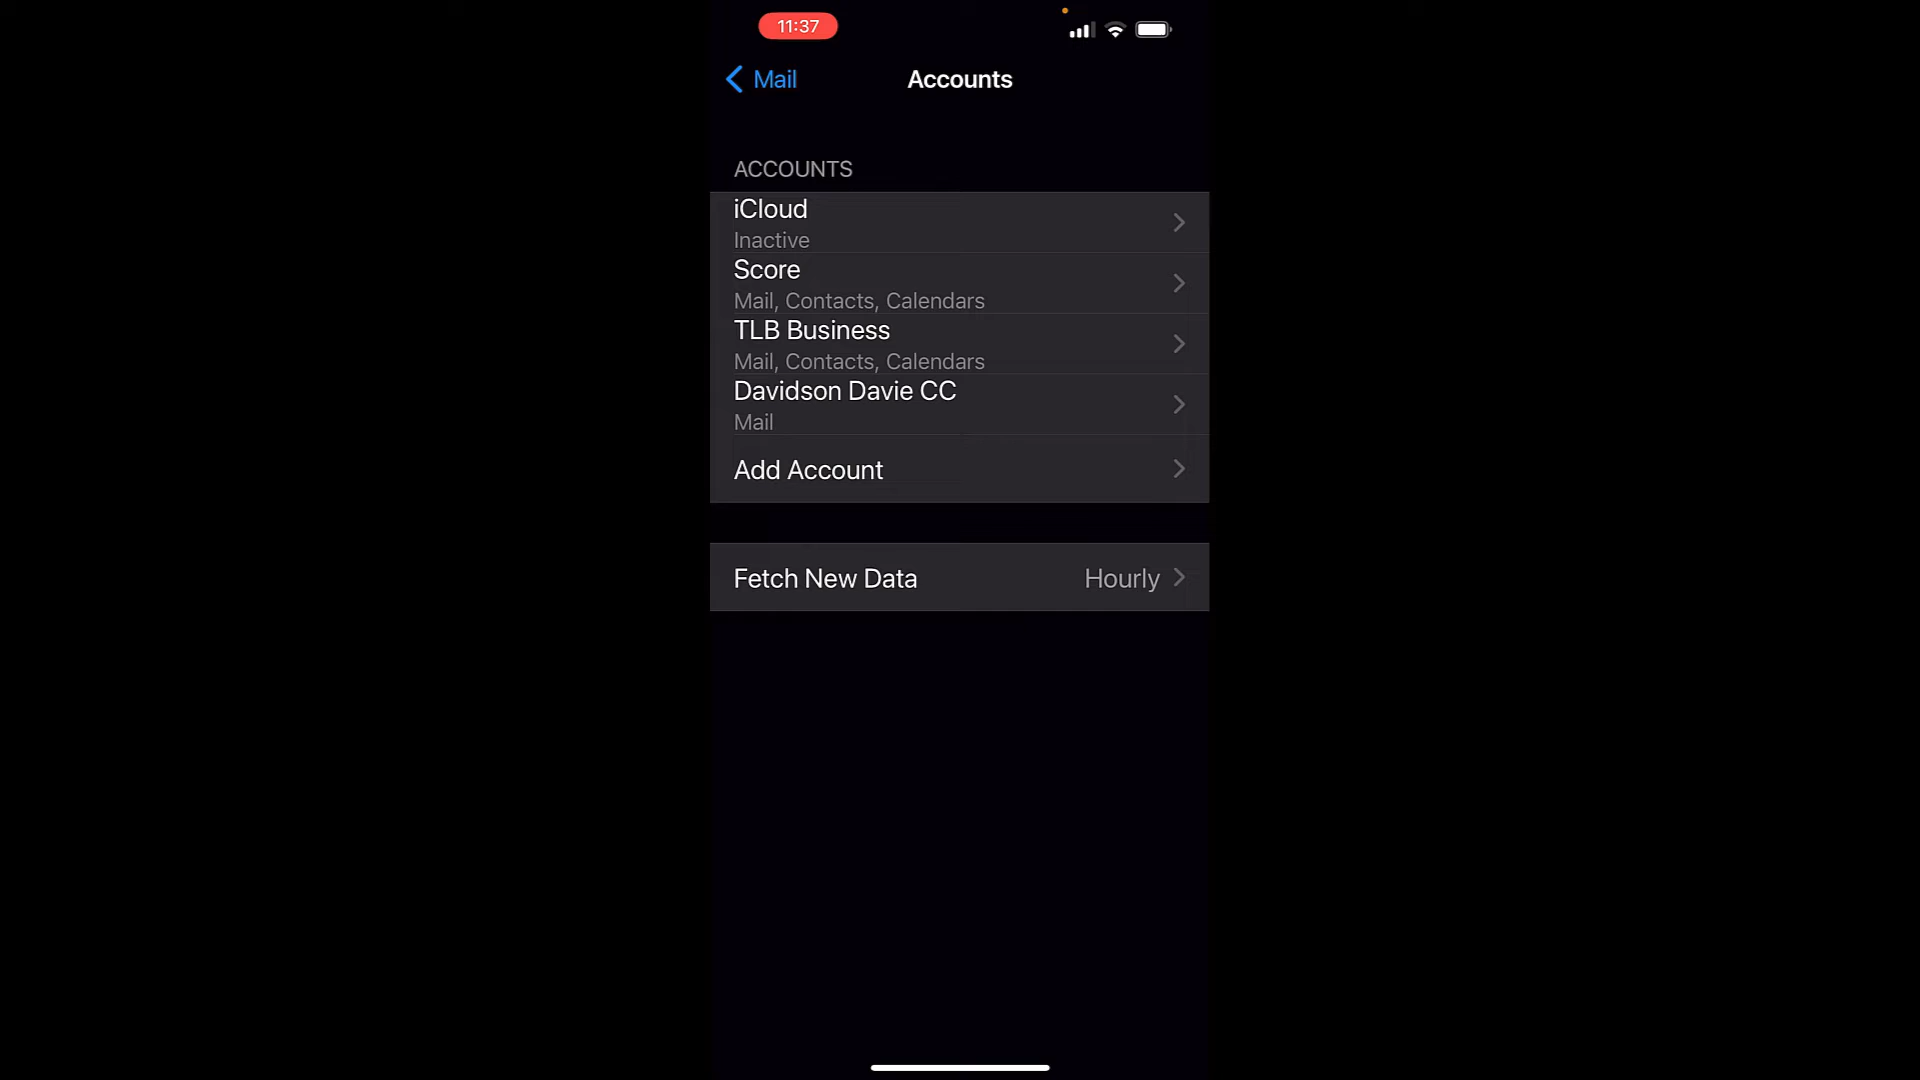 11:37
Mail
Accounts
ACCOUNTS
iCloud
Inactive
Score
Mail, Contacts, Calendars
TLB Business
Mail, Contacts, Calendars
Davidson Davie CC
Mail
Add Account
Fetch New Data Hourly